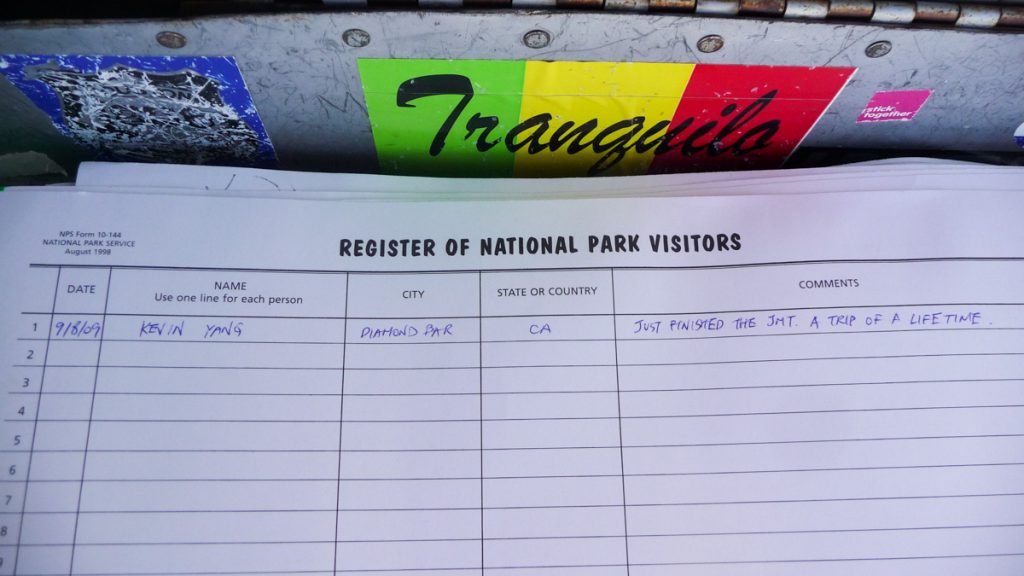 Tranquilo
stick
together
NPS Form 10-144
NATIONAL PARK SERVICE
August 1998
REGISTER OF NATIONAL PARK VISITORS
DATE
NAME
Use one line for each person
CITY
STATE OR COUNTRY
COMMENTS
1 9/8/09 KEVIN YANG DIAMOND BAR CA JUST FINISHED THE JMT. A TRIP OF A LIFETIME.
2
3
4
5
6
7
8
9